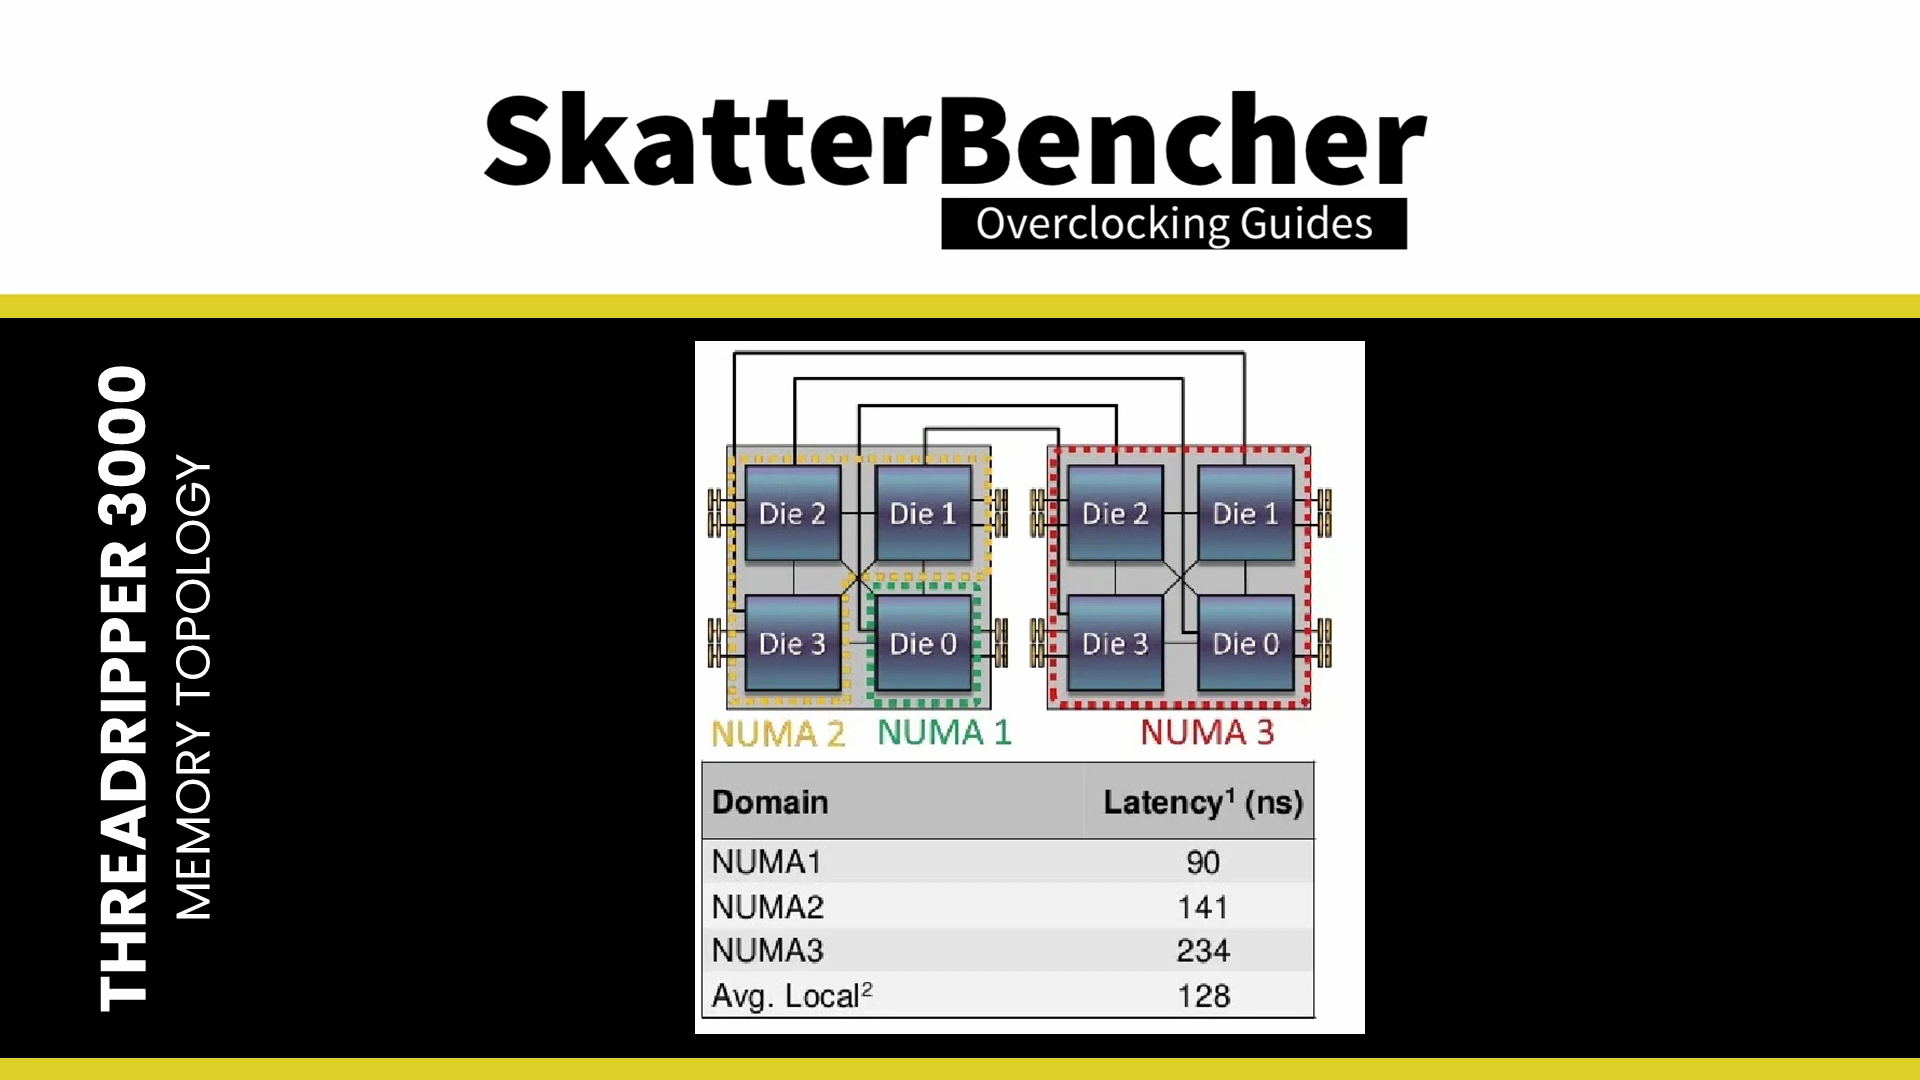 SkatterBencher
Overclocking Guides
THREADRIPPER 3000
MEMORY TOPOLOGY
Die 2 Die 1 Die 2 Die 1
Die 3 Die 0 Die 3 Die 0
NUMA 2 NUMA 1 NUMA 3
Domain Latency¹ (ns)
NUMA1 90
NUMA2 141
NUMA3 234
Avg. Local² 128